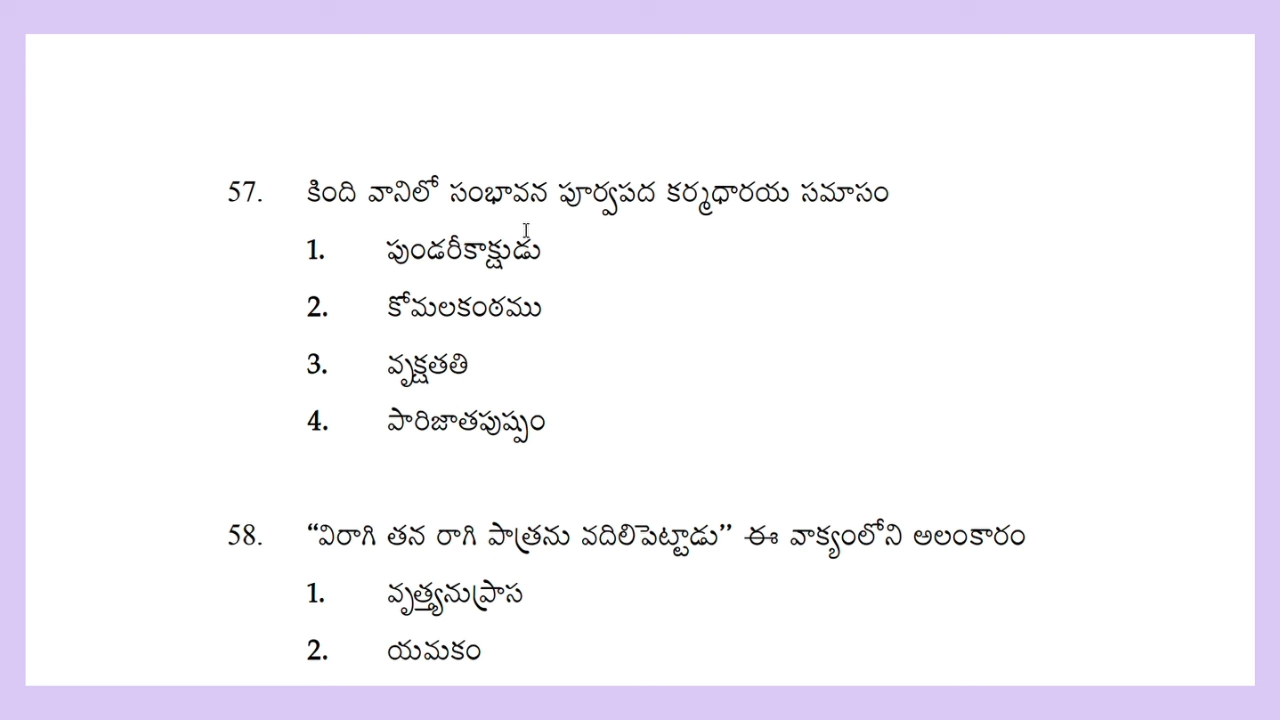 57. కింది వానిలో సంభావన పూర్వపద కర్మధారయ సమాసం
1. పుండరీకాక్షుడు
2. కోమలకంఠము
3. వృక్షతతి
4. పారిజాతపుష్పం
58. “విరాగి తన రాగి పాత్రను వదిలిపెట్టాడు” ఈ వాక్యంలోని అలంకారం
1. వృత్త్యనుప్రాస
2. యమకం